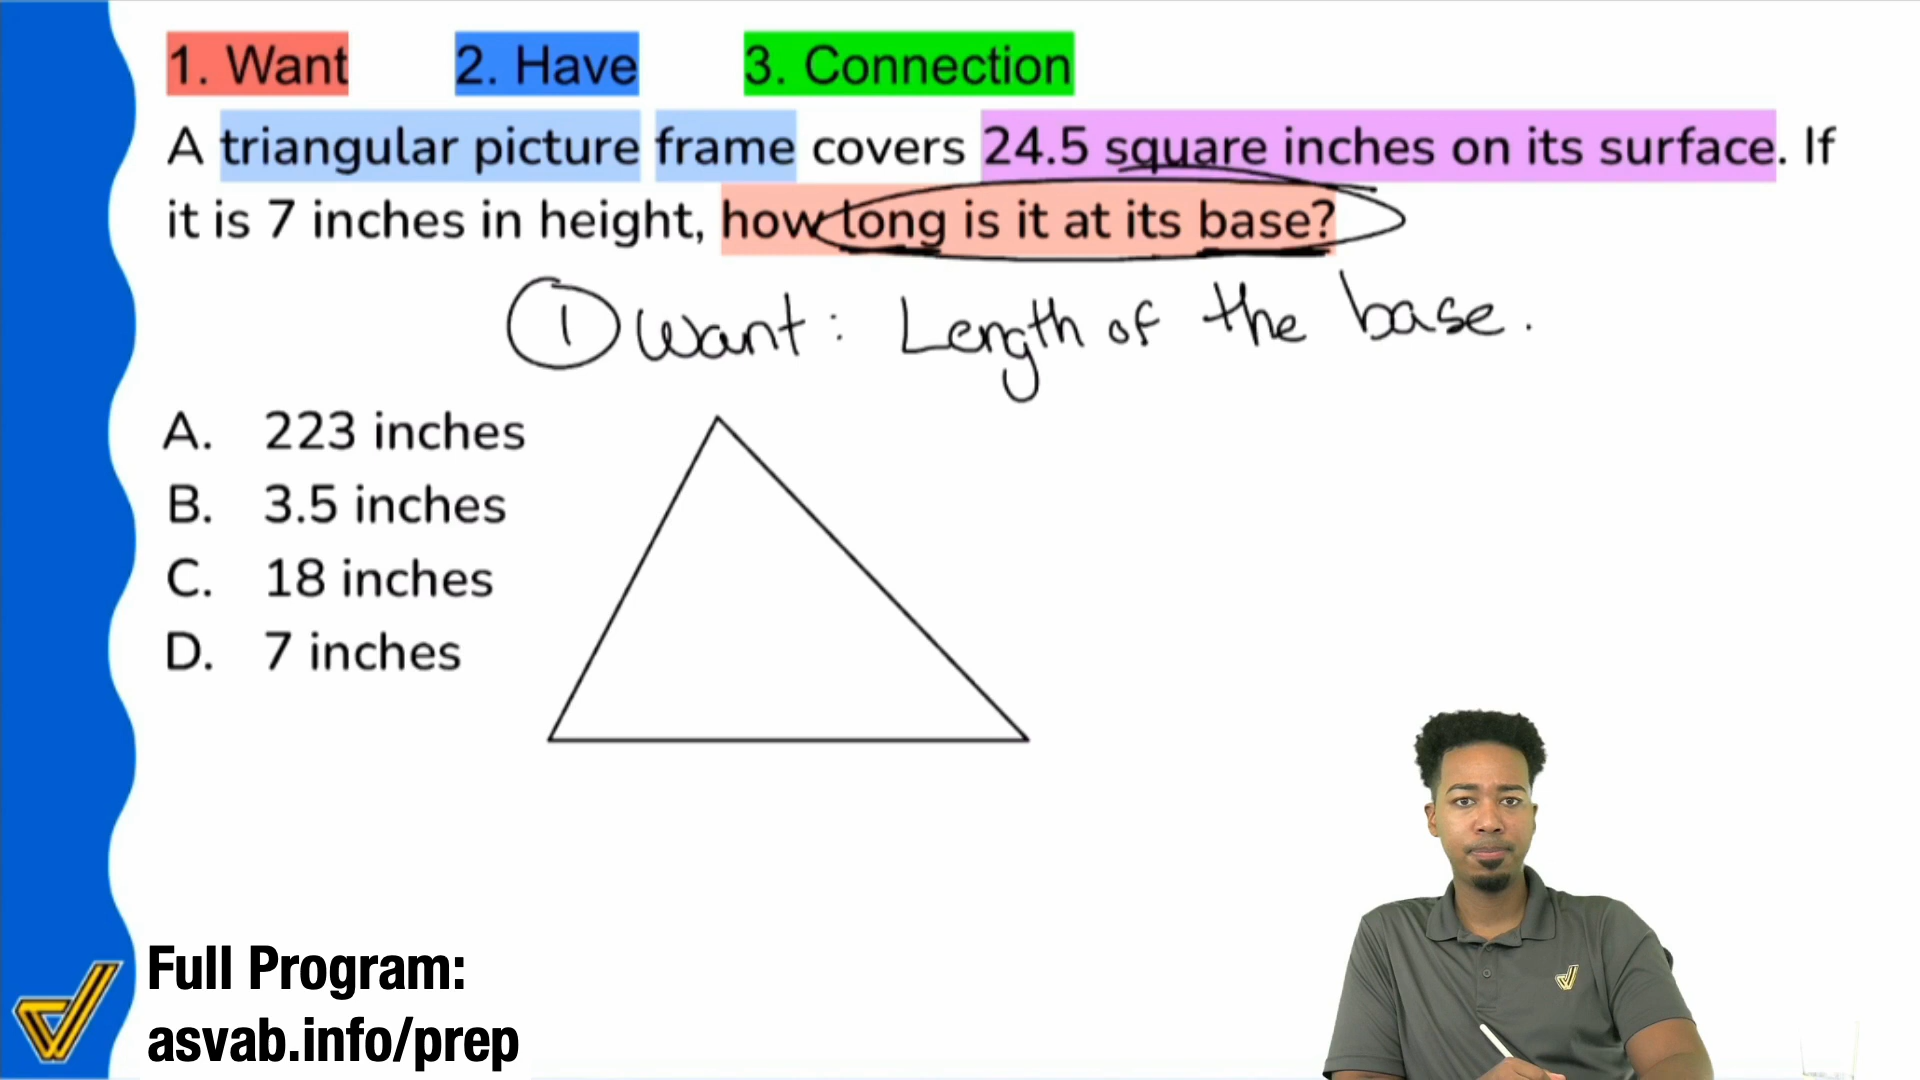 1. Want 2. Have 3. Connection
A triangular picture frame covers 24.5 square inches on its surface. If
it is 7 inches in height, how long is it at its base?
1 Want: Length of the base.
A. 223 inches
B. 3.5 inches
C. 18 inches
D. 7 inches
Full Program:
asvab.info/prep